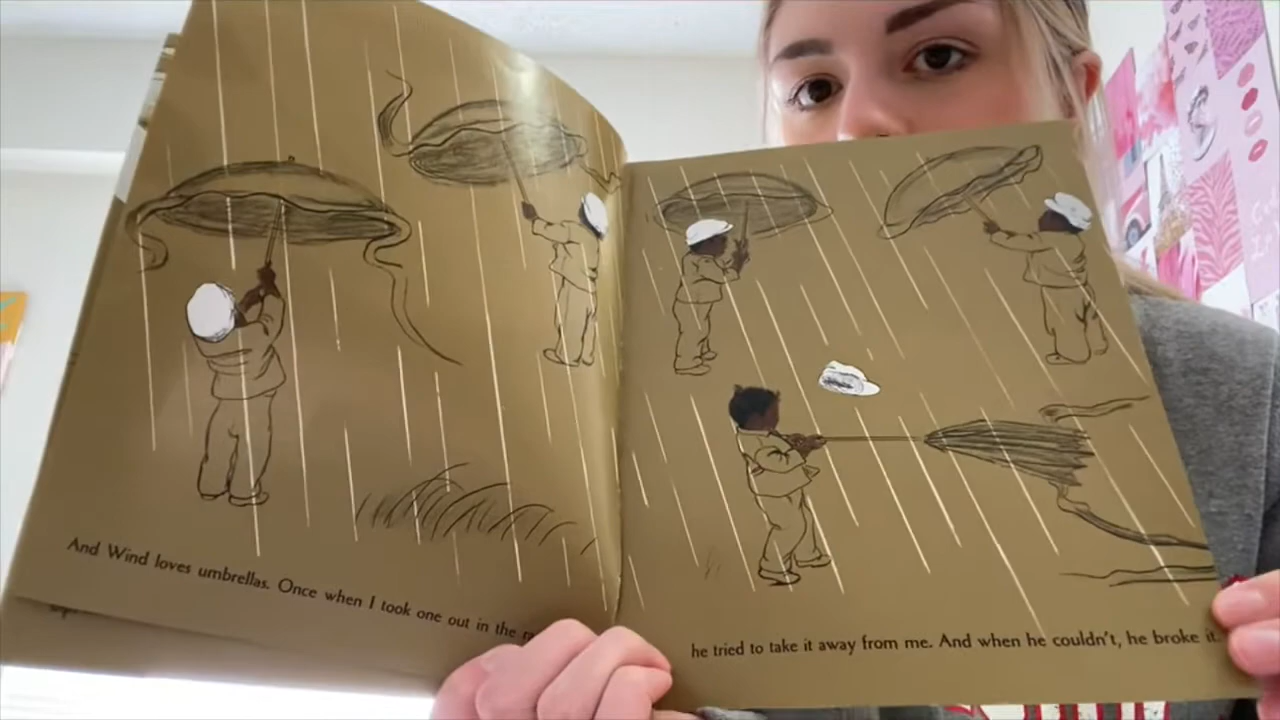 And Wind loves umbrellas. Once when I took one out in the
he tried to take it away from me. And when he couldn't, he broke it.